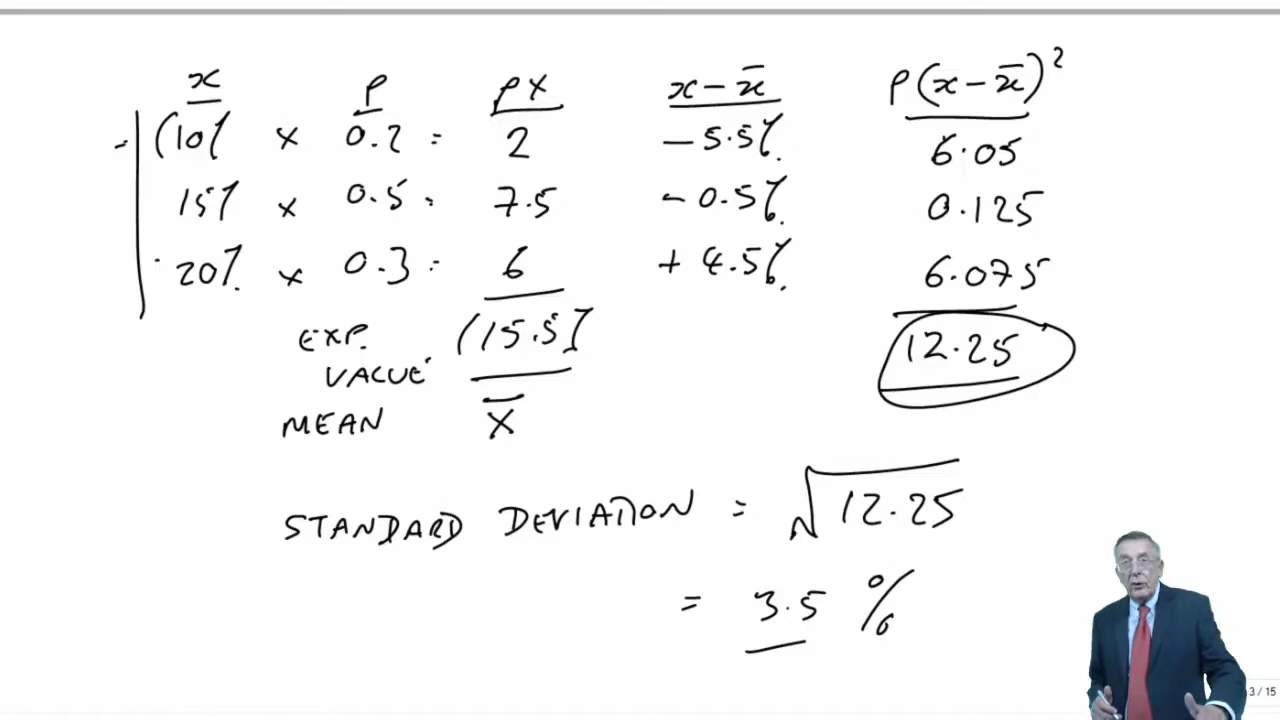 x P PX x - x̄ P(x - x̄)²
(10% × 0.2 = 2 - 5.5% 6.05
15% × 0.5 = 7.5 - 0.5% 0.125
20% × 0.3 = 6 + 4.5% 6.075
EXP. (15.5] 12.25
VALUE
MEAN X̄
STANDARD DEVIATION = √12.25
= 3.5 %
3 / 15